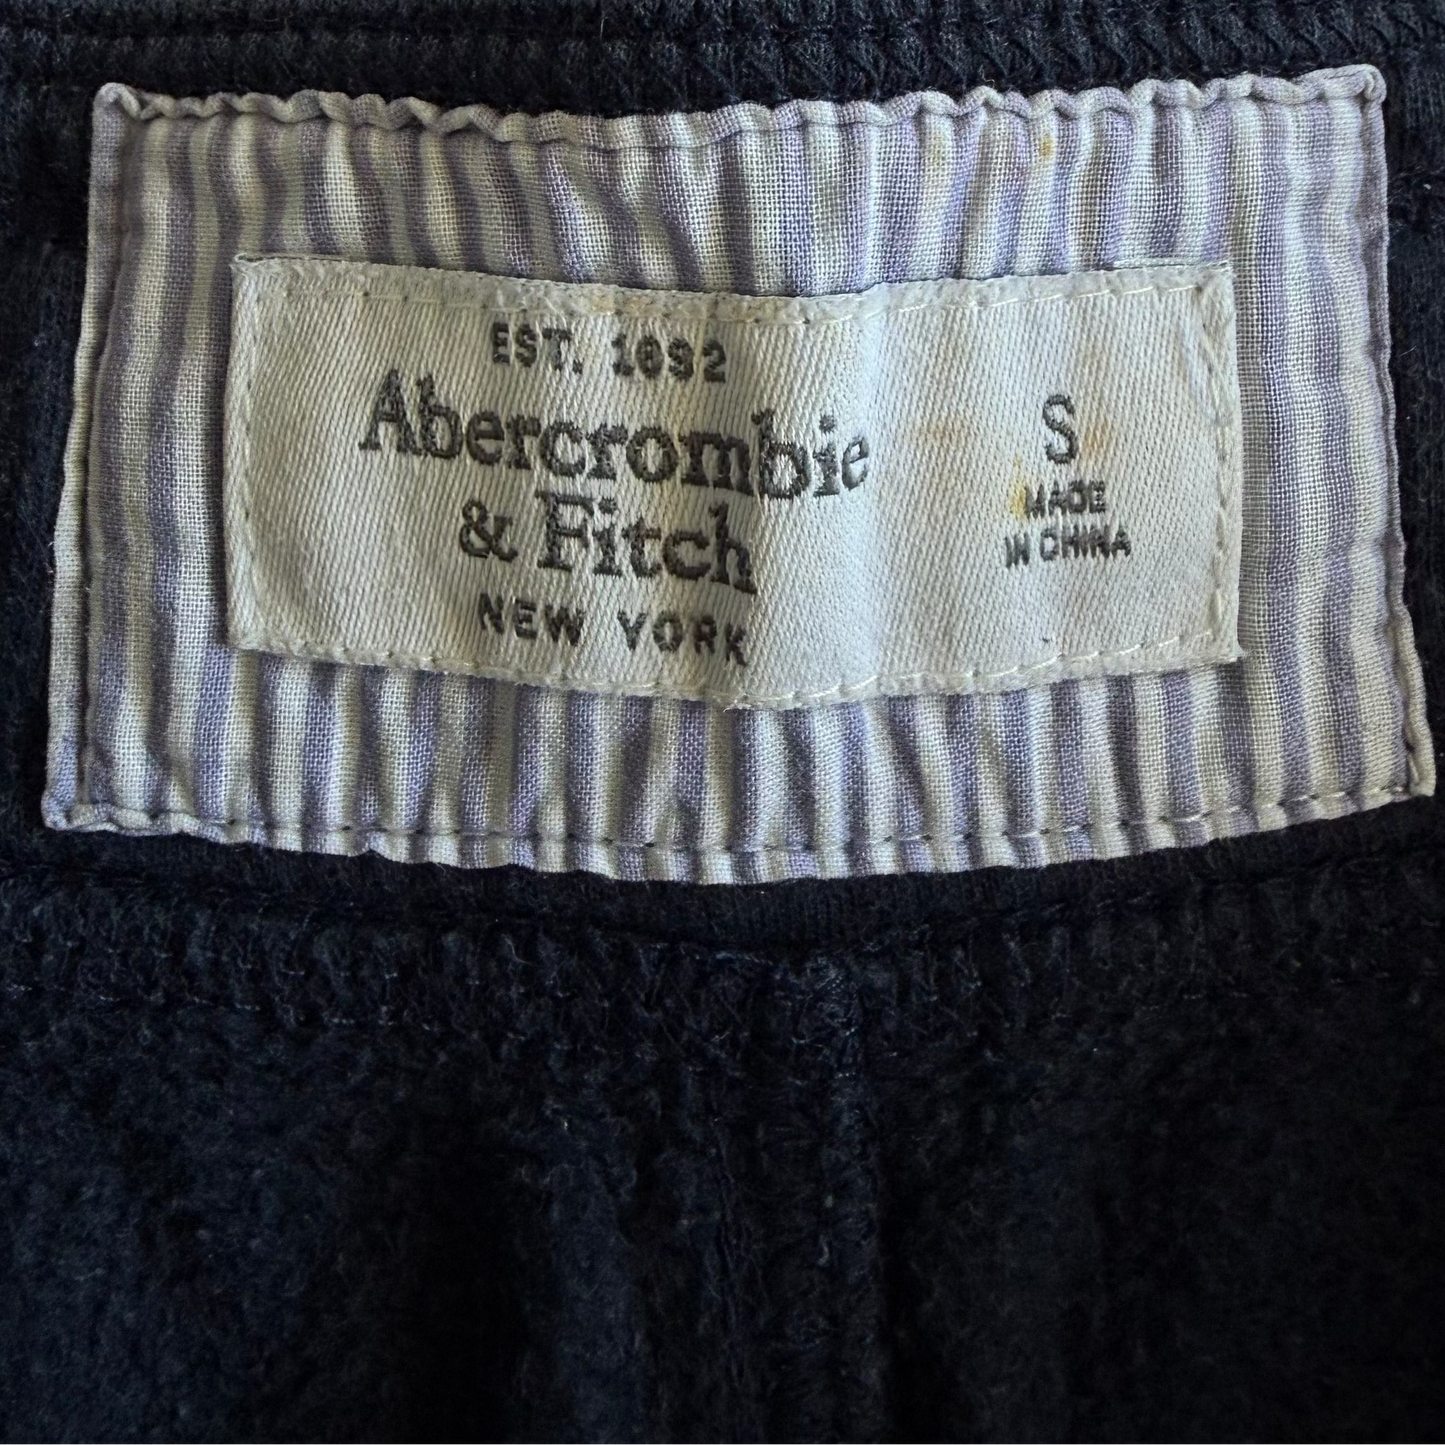 EST. 1892
Abercrombie
& Fitch
NEW YORK
S
MADE
IN CHINA